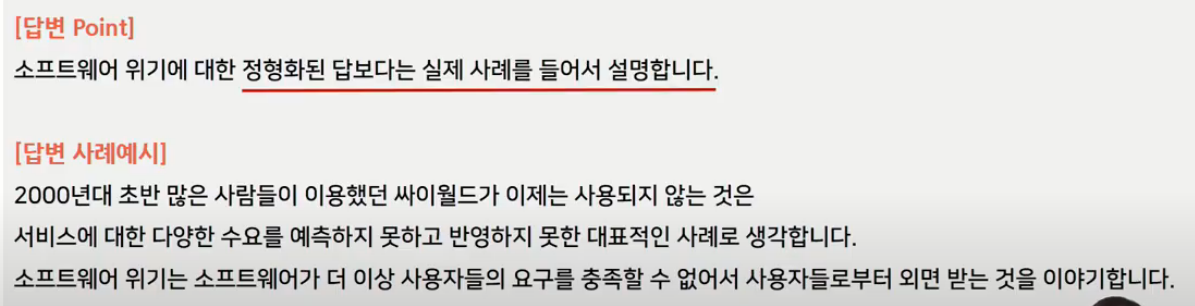 [답변 Point]
소프트웨어 위기에 대한 정형화된 답보다는 실제 사례를 들어서 설명합니다.
[답변 사례예시]
2000년대 초반 많은 사람들이 이용했던 싸이월드가 이제는 사용되지 않는 것은
서비스에 대한 다양한 수요를 예측하지 못하고 반영하지 못한 대표적인 사례로 생각합니다.
소프트웨어 위기는 소프트웨어가 더 이상 사용자들의 요구를 충족할 수 없어서 사용자들로부터 외면 받는 것을 이야기합니다.